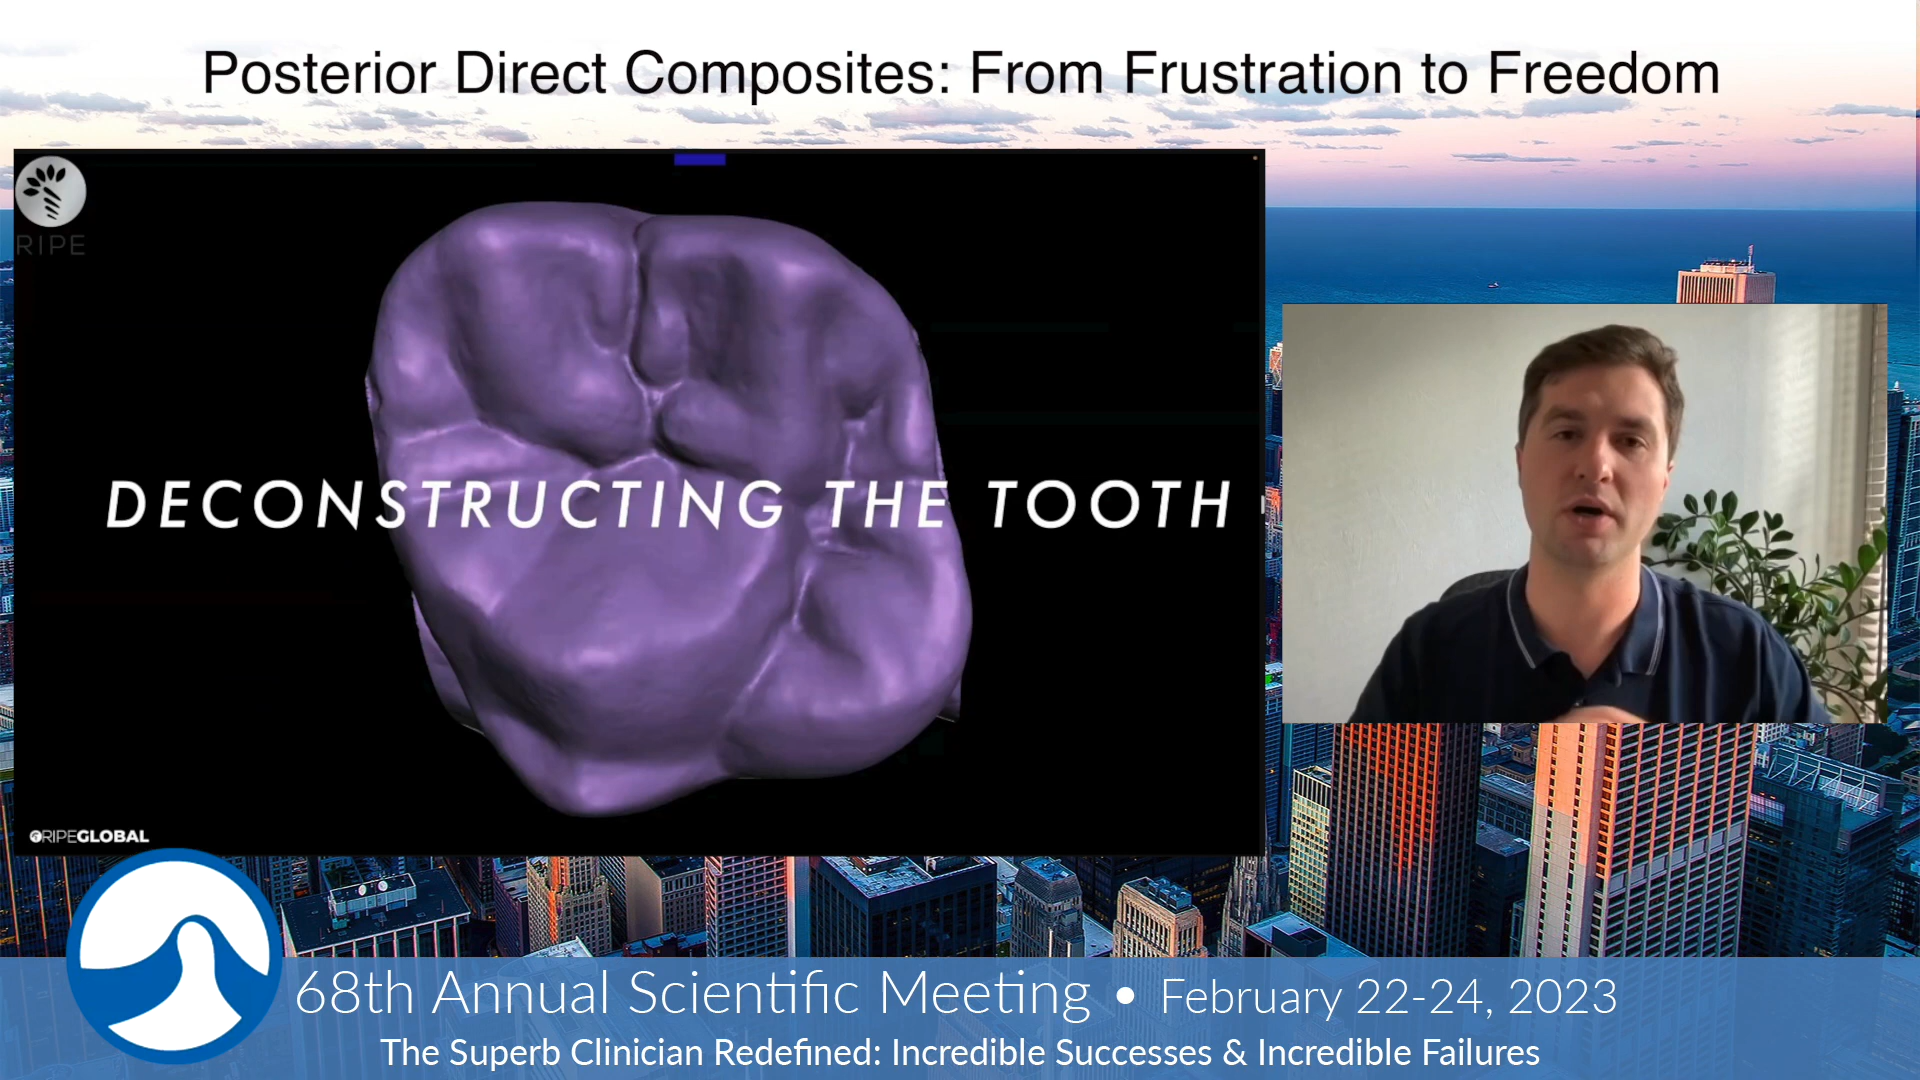 Posterior Direct Composites: From Frustration to Freedom
RIPE
DECONSTRUCTING THE TOOTH
RIPEGLOBAL
68th Annual Scientific Meeting • February 22-24, 2023
The Superb Clinician Redefined: Incredible Successes & Incredible Failures